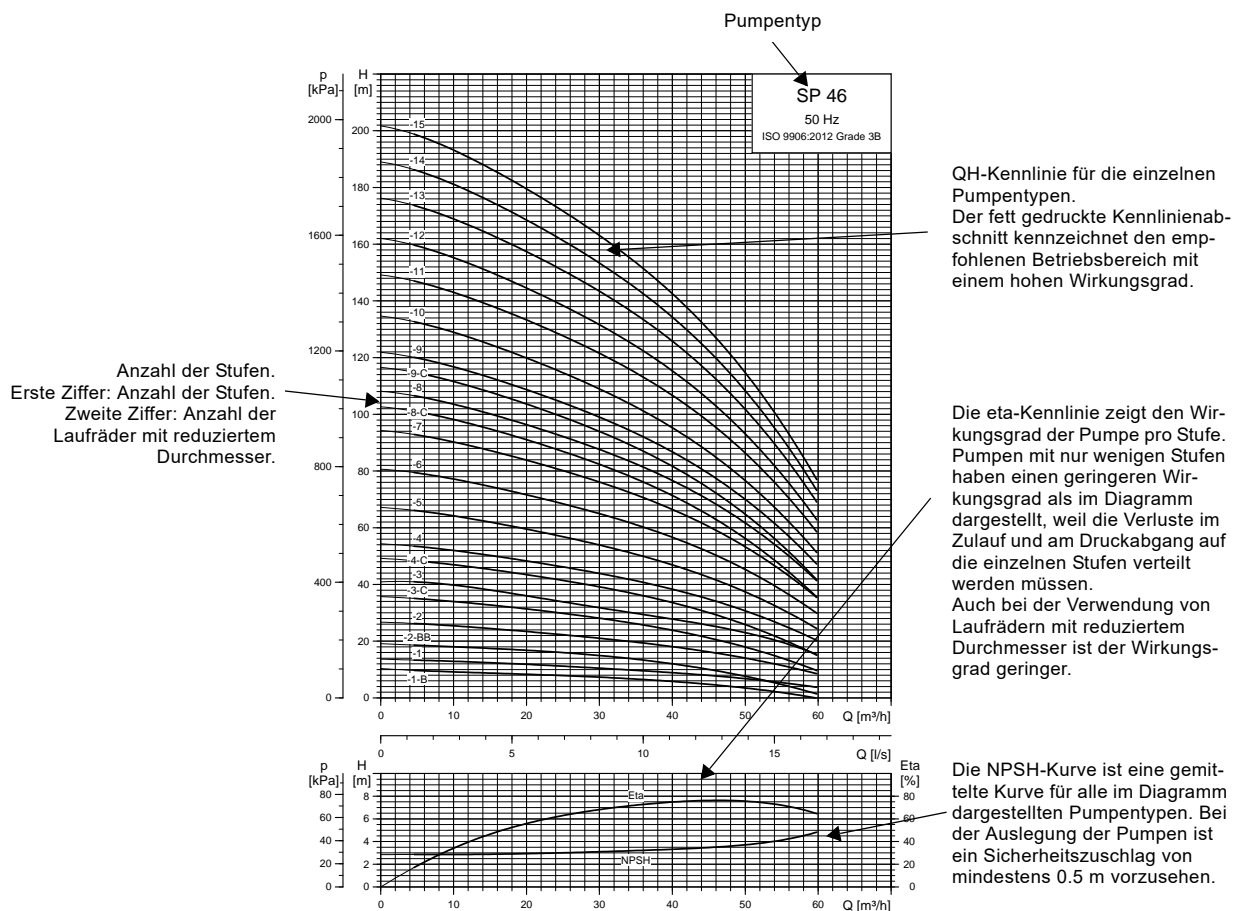 Pumpentyp
p
[kPa]
H
[m]
SP 46
50 Hz
ISO 9906:2012 Grade 3B
2000
1600
1200
800
400
0
200
180
160
140
120
100
80
60
40
20
0
-15
-14
-13
-12
-11
-10
-9
-9-C
-8
-8-C
-7
-6
-5
-4
-4-C
-3
-3-C
-2
-2-BB
-1
-1-B
0 10 20 30 40 50 60 Q [m³/h]
0 5 10 15 Q [l/s]
QH-Kennlinie für die einzelnen
Pumpentypen.
Der fett gedruckte Kennlinienab-
schnitt kennzeichnet den emp-
fohlenen Betriebsbereich mit
einem hohen Wirkungsgrad.
Anzahl der Stufen.
Erste Ziffer: Anzahl der Stufen.
Zweite Ziffer: Anzahl der
Laufräder mit reduziertem
Durchmesser.
Die eta-Kennlinie zeigt den Wir-
kungsgrad der Pumpe pro Stufe.
Pumpen mit nur wenigen Stufen
haben einen geringeren Wir-
kungsgrad als im Diagramm
dargestellt, weil die Verluste im
Zulauf und am Druckabgang auf
die einzelnen Stufen verteilt
werden müssen.
Auch bei der Verwendung von
Laufrädern mit reduziertem
Durchmesser ist der Wirkungs-
grad geringer.
p
[kPa]
H
[m]
Eta
[%]
80
60
40
20
0
8
6
4
2
0
Eta
NPSH
80
60
40
20
0
0 10 20 30 40 50 60 Q [m³/h]
Die NPSH-Kurve ist eine gemit-
telte Kurve für alle im Diagramm
dargestellten Pumpentypen. Bei
der Auslegung der Pumpen ist
ein Sicherheitszuschlag von
mindestens 0.5 m vorzusehen.